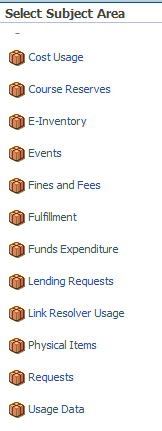 Select Subject Area
Cost Usage
Course Reserves
E-Inventory
Events
Fines and Fees
Fulfillment
Funds Expenditure
Lending Requests
Link Resolver Usage
Physical Items
Requests
Usage Data